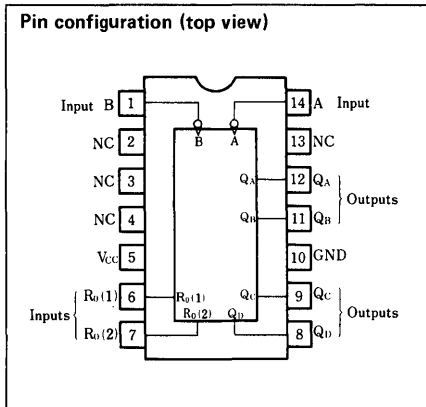 Pin configuration (top view)
Input B 1 14 A Input
B A
NC 2 13 NC
NC 3 QA 12 QA
Outputs
NC 4 QB 11 QB
VCC 5 10 GND
R0(1) 6 R0(1) QC 9 QC
Inputs R0(2) QD Outputs
R0(2) 7 8 QD